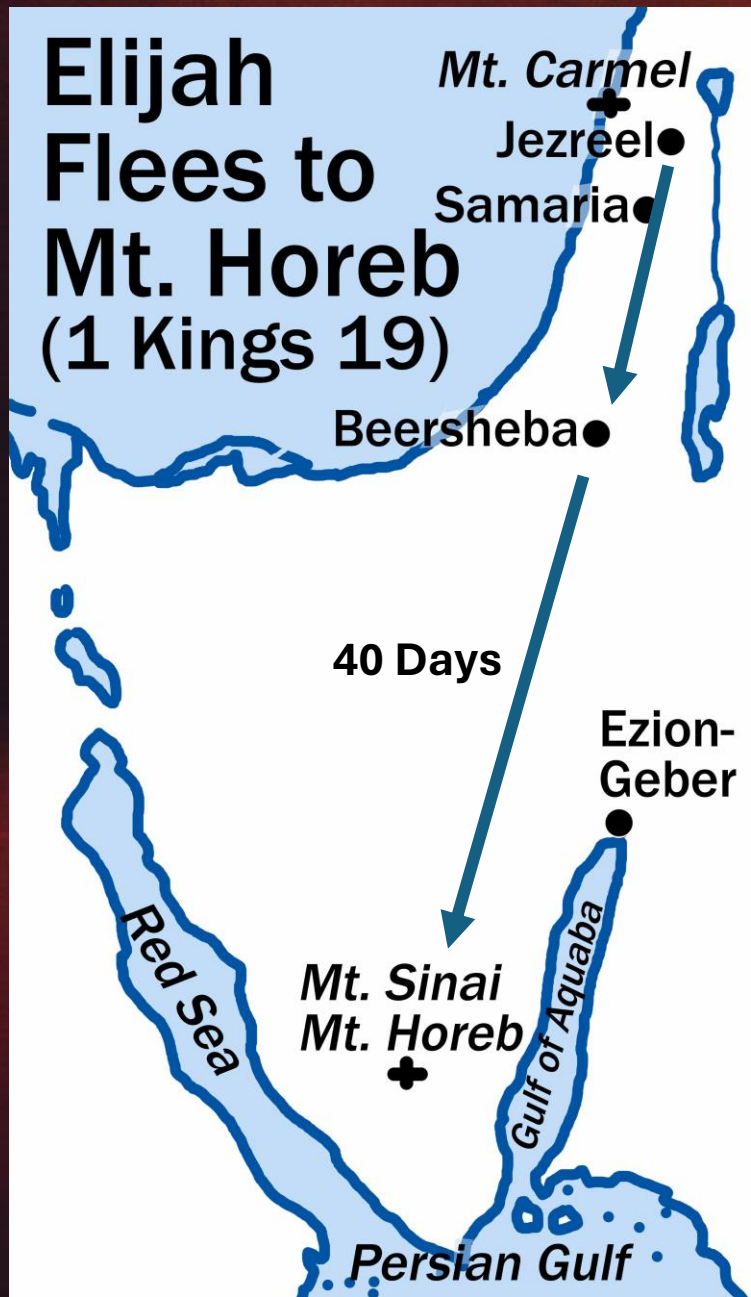 Elijah
Flees to
Mt. Horeb
(1 Kings 19)
Mt. Carmel
Jezreel
Samaria
Beersheba
40 Days
Ezion-
Geber
Red Sea
Mt. Sinai
Mt. Horeb
Gulf of Aquaba
Persian Gulf